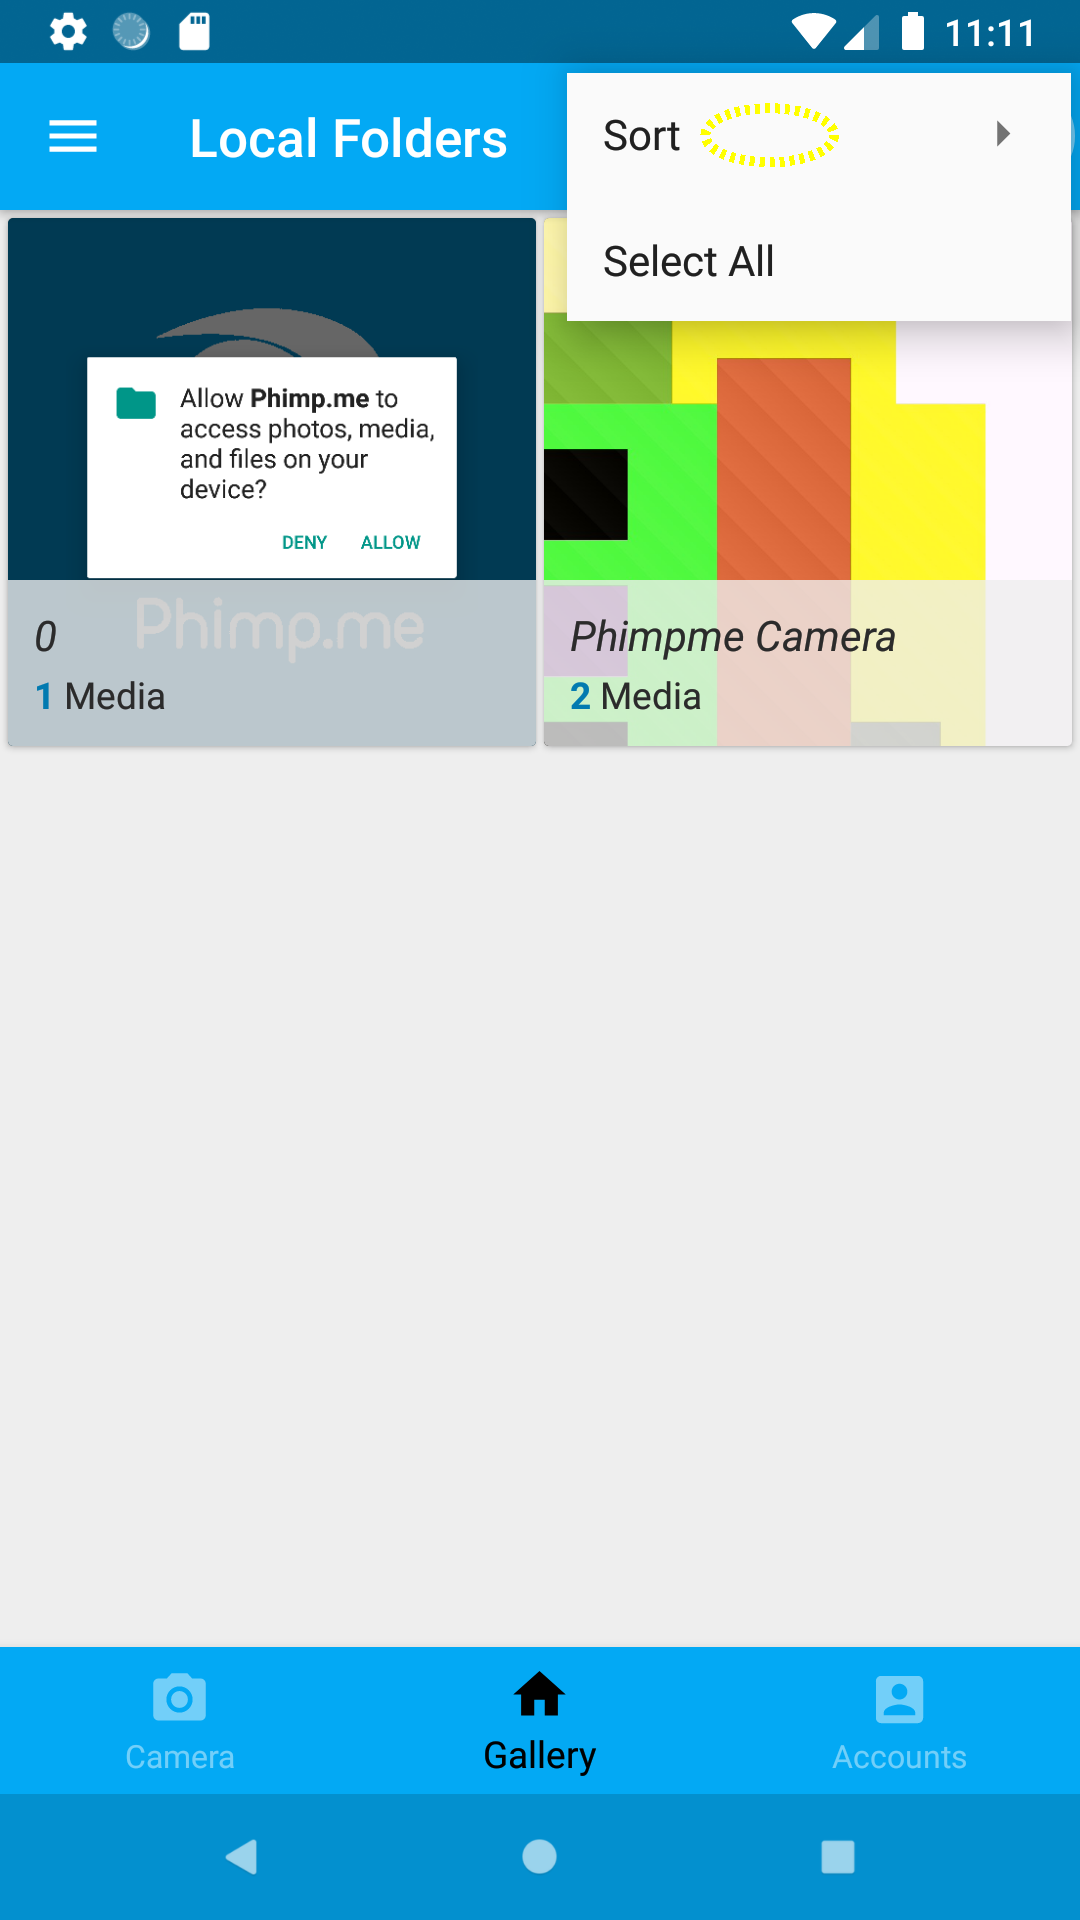 11:11
Local Folders
Sort
Select All
Allow Phimp.me to
access photos, media,
and files on your
device?
DENY ALLOW
Phimp.me
0
1 Media
Phimpme Camera
2 Media
Camera
Gallery
Accounts